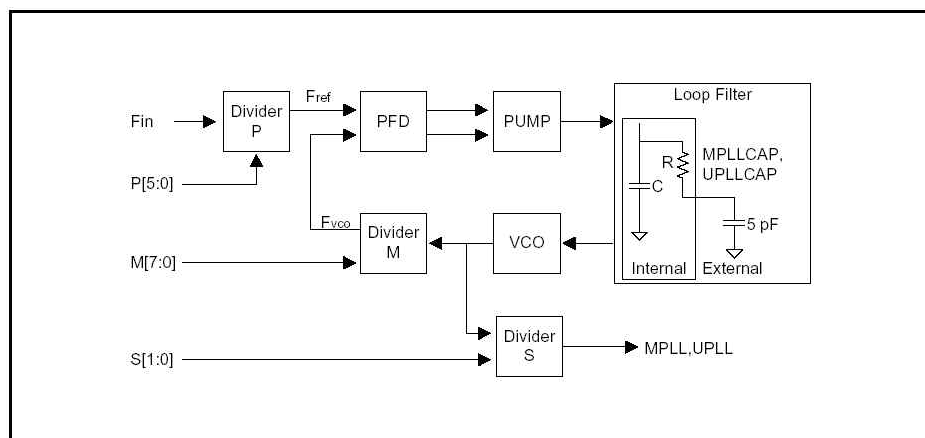 Loop Filter
Fin
Divider
P
Fref
PFD
PUMP
R
C
MPLLCAP,
UPLLCAP
P[5:0]
5 pF
Fvco
Divider
M
VCO
M[7:0]
Internal
External
Divider
S
S[1:0]
MPLL,UPLL